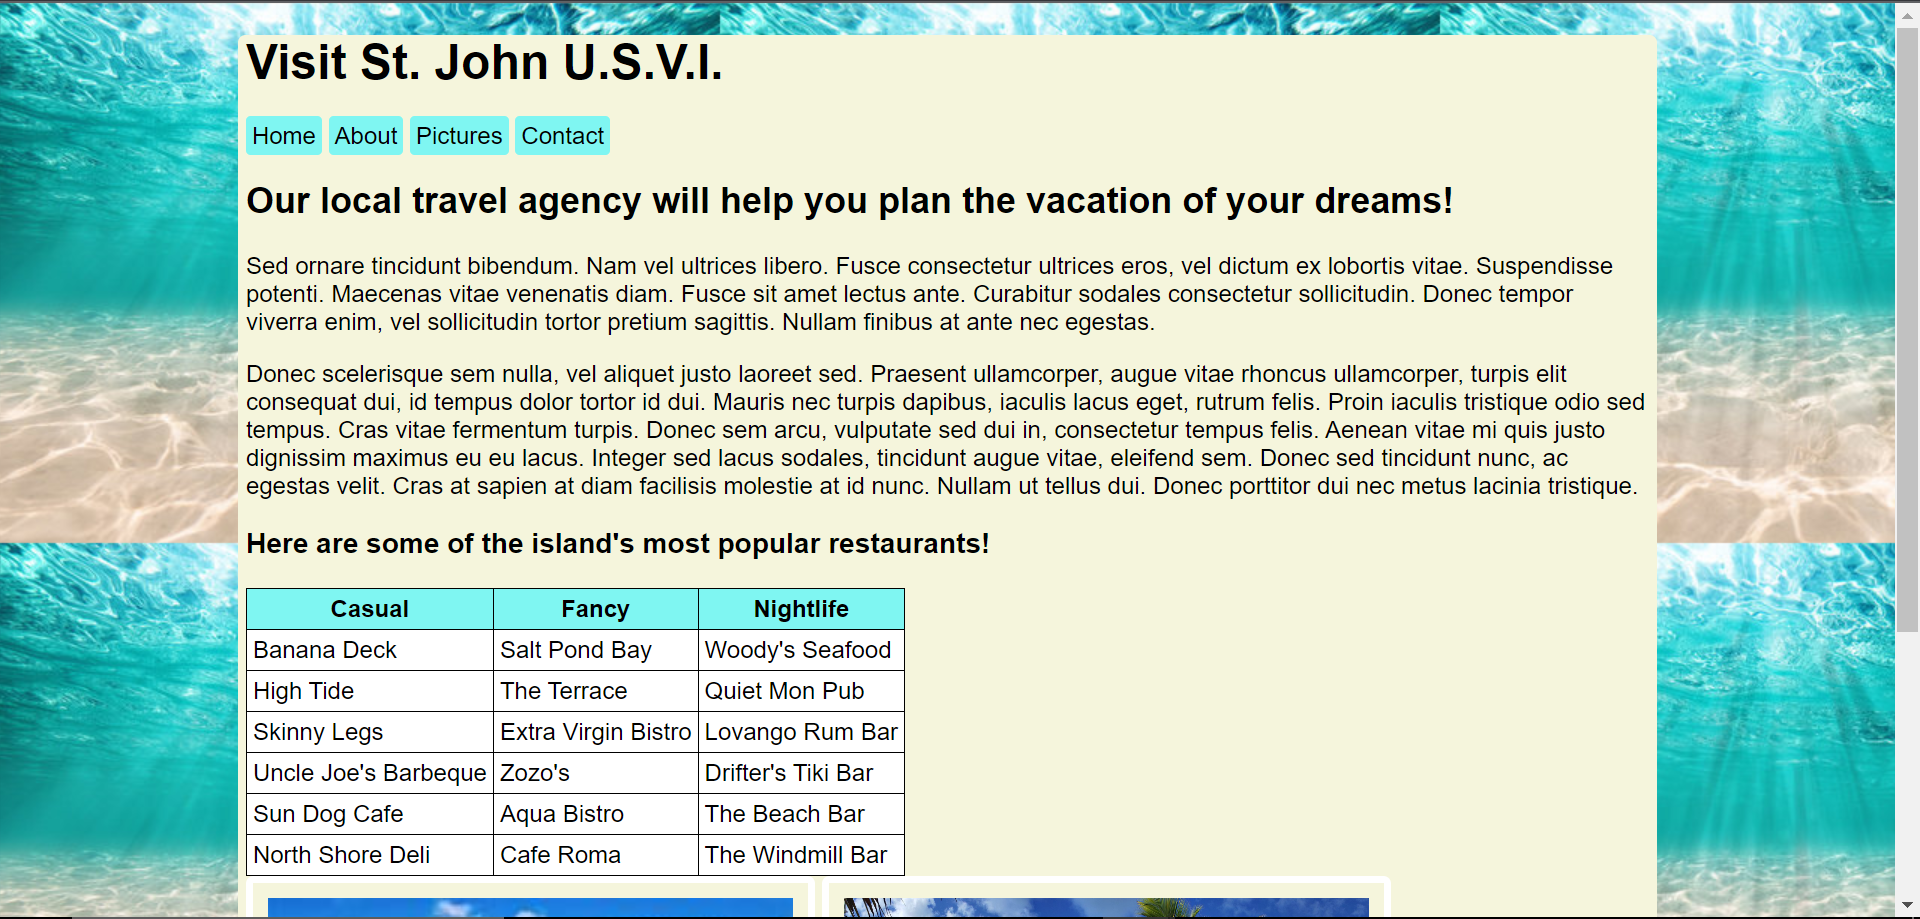 Visit St. John U.S.V.I.
Home About Pictures Contact
Our local travel agency will help you plan the vacation of your dreams!
Sed ornare tincidunt bibendum. Nam vel ultrices libero. Fusce consectetur ultrices eros, vel dictum ex lobortis vitae. Suspendisse
potenti. Maecenas vitae venenatis diam. Fusce sit amet lectus ante. Curabitur sodales consectetur sollicitudin. Donec tempor
viverra enim, vel sollicitudin tortor pretium sagittis. Nullam finibus at ante nec egestas.
Donec scelerisque sem nulla, vel aliquet justo laoreet sed. Praesent ullamcorper, augue vitae rhoncus ullamcorper, turpis elit
consequat dui, id tempus dolor tortor id dui. Mauris nec turpis dapibus, iaculis lacus eget, rutrum felis. Proin iaculis tristique odio sed
tempus. Cras vitae fermentum turpis. Donec sem arcu, vulputate sed dui in, consectetur tempus felis. Aenean vitae mi quis justo
dignissim maximus eu eu lacus. Integer sed lacus sodales, tincidunt augue vitae, eleifend sem. Donec sed tincidunt nunc, ac
egestas velit. Cras at sapien at diam facilisis molestie at id nunc. Nullam ut tellus dui. Donec porttitor dui nec metus lacinia tristique.
Here are some of the island's most popular restaurants!
Casual Fancy Nightlife
Banana Deck Salt Pond Bay Woody's Seafood
High Tide The Terrace Quiet Mon Pub
Skinny Legs Extra Virgin Bistro Lovango Rum Bar
Uncle Joe's Barbeque Zozo's Drifter's Tiki Bar
Sun Dog Cafe Aqua Bistro The Beach Bar
North Shore Deli Cafe Roma The Windmill Bar